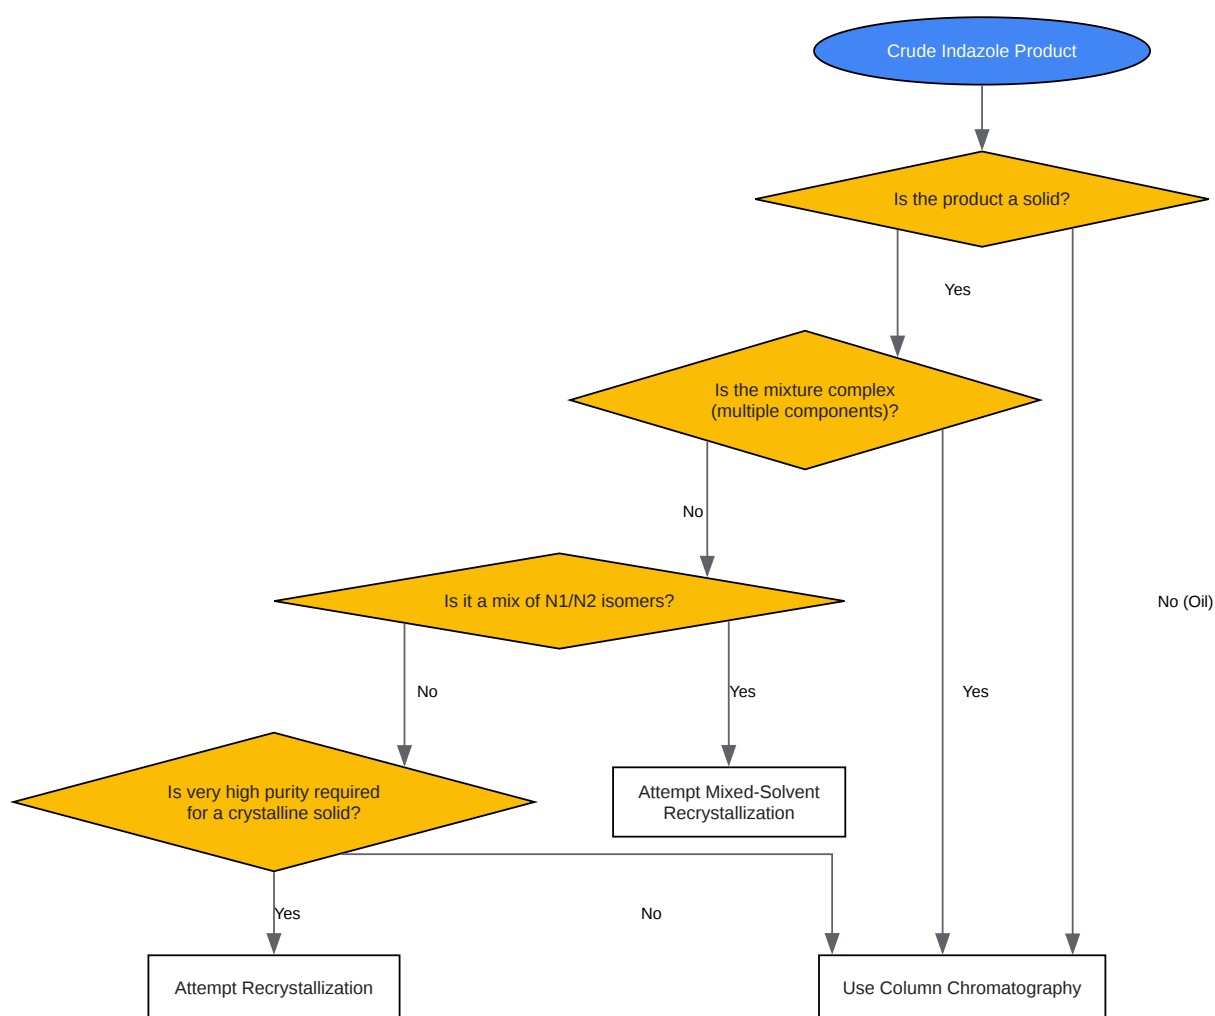 Crude Indazole Product
Is the product a solid?
Yes
Is the mixture complex
(multiple components)?
No
Is it a mix of N1/N2 isomers?
No (Oil)
No
Yes
Yes
Is very high purity required
for a crystalline solid?
Attempt Mixed-Solvent
Recrystallization
Yes
No
Attempt Recrystallization
Use Column Chromatography